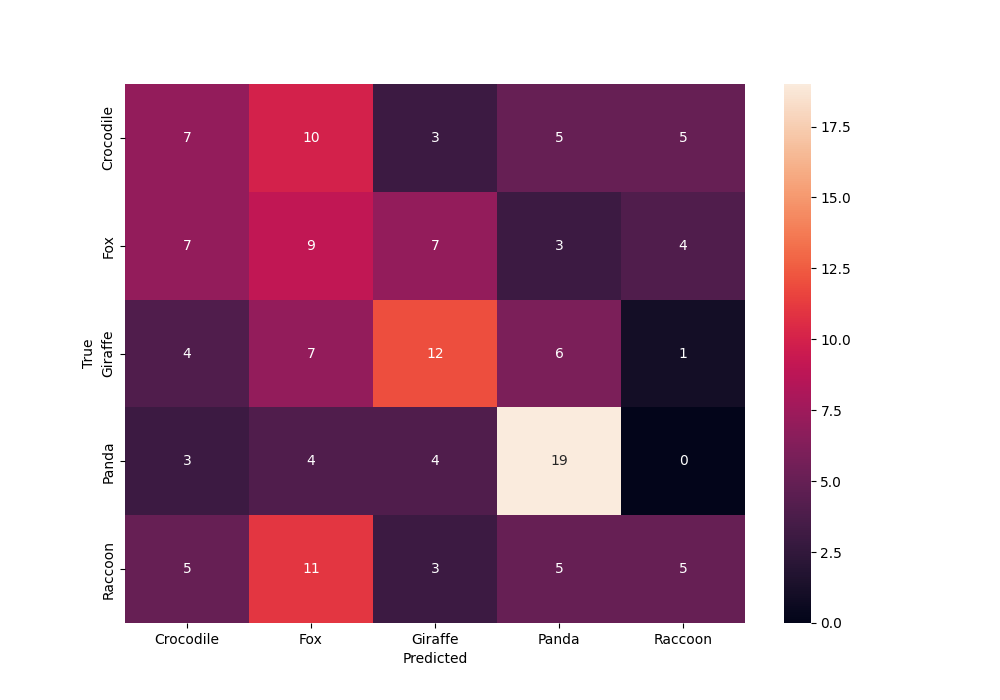 True
Crocodile 7 10 3 5 5
Fox 7 9 7 3 4
Giraffe 4 7 12 6 1
Panda 3 4 4 19 0
Raccoon 5 11 3 5 5
Crocodile Fox Giraffe Panda Raccoon
Predicted
17.5
15.0
12.5
10.0
7.5
5.0
2.5
0.0